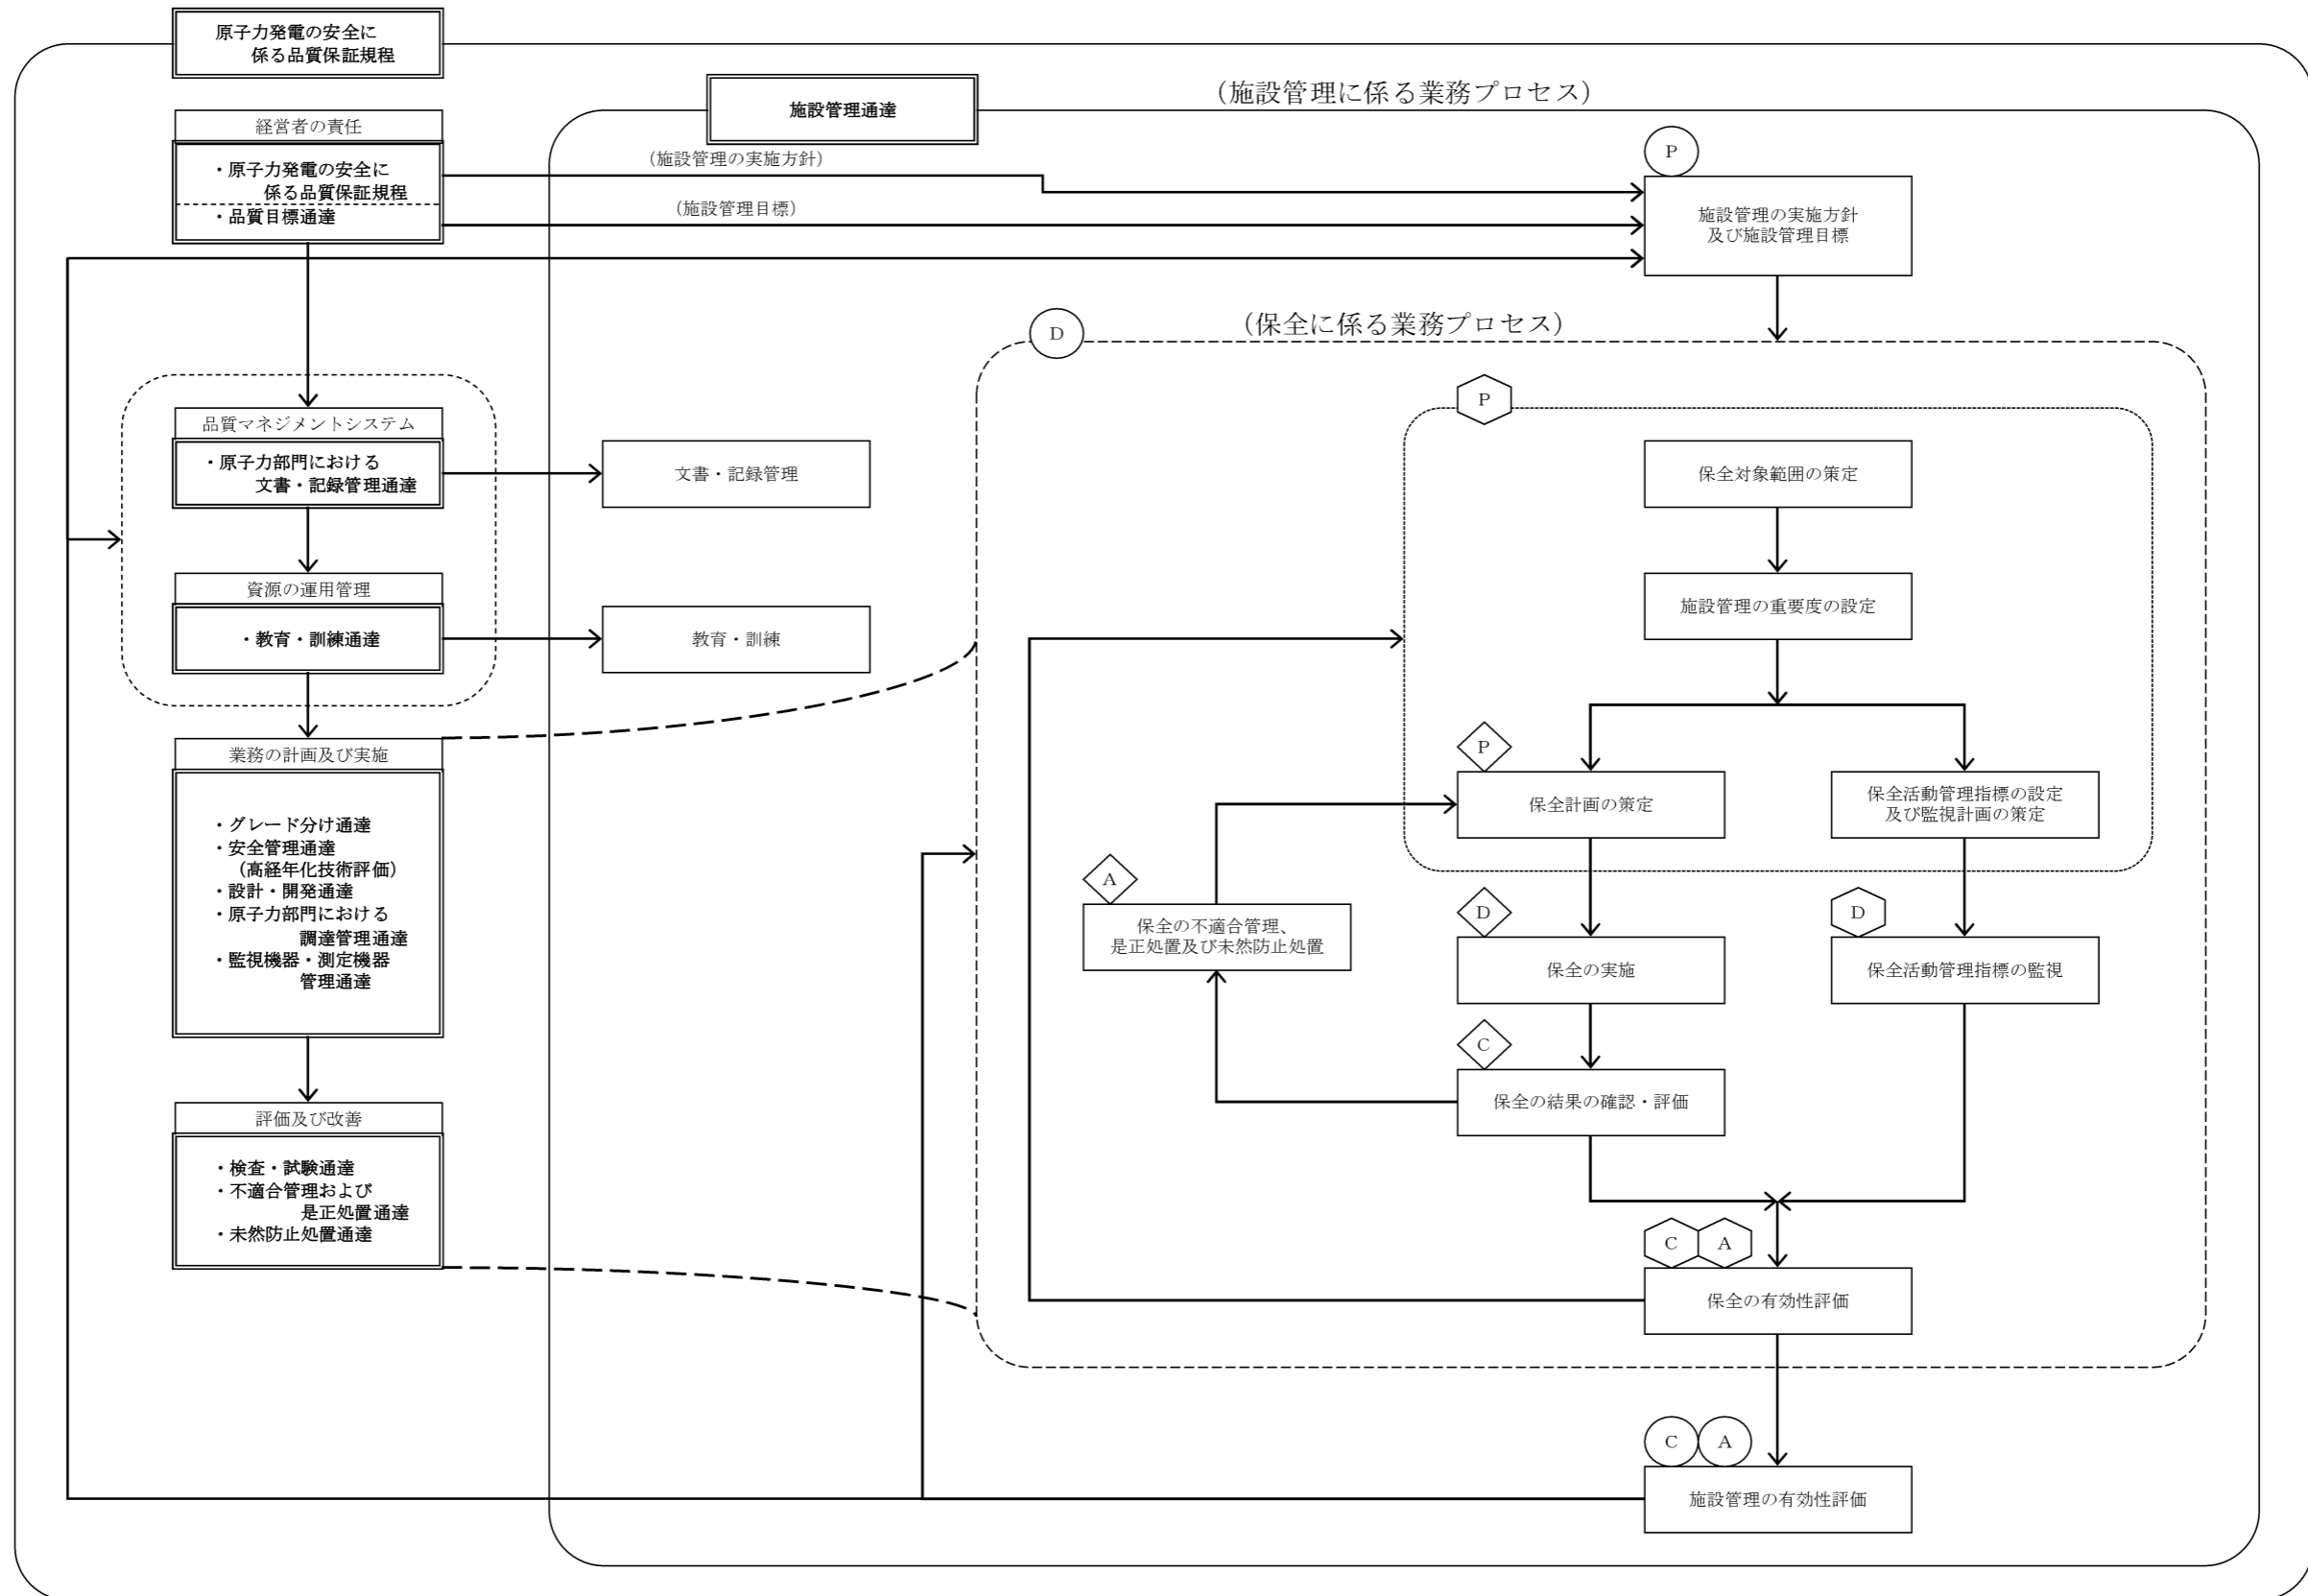 原子力発電の安全に
係る品質保証規程
施設管理通達
(施設管理に係る業務プロセス)
経営者の責任
・原子力発電の安全に
係る品質保証規程
・品質目標通達
(施設管理の実施方針)
(施設管理目標)
P
施設管理の実施方針
及び施設管理目標
D
(保全に係る業務プロセス)
品質マネジメントシステム
・原子力部門における
文書・記録管理通達
文書・記録管理
資源の運用管理
・教育・訓練通達
教育・訓練
業務の計画及び実施
・グレード分け通達
・安全管理通達
(高経年化技術評価)
・設計・開発通達
・原子力部門における
調達管理通達
・監視機器・測定機器
管理通達
評価及び改善
・検査・試験通達
・不適合管理および
是正処置通達
・未然防止処置通達
P
保全対象範囲の策定
施設管理の重要度の設定
P
保全計画の策定
保全活動管理指標の設定
及び監視計画の策定
A
保全の不適合管理、
是正処置及び未然防止処置
D
保全の実施
D
保全活動管理指標の監視
C
保全の結果の確認・評価
C
A
保全の有効性評価
C
A
施設管理の有効性評価